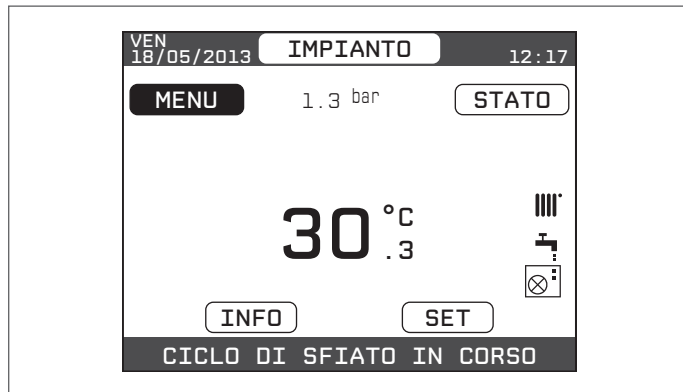 VEN
18/05/2013 IMPIANTO 12:17
MENU 1.3 bar STATO
30.3 °C
INFO SET
CICLO DI SFIATO IN CORSO